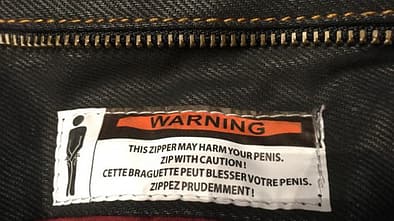 WARNING
THIS ZIPPER MAY HARM YOUR PENIS.
ZIP WITH CAUTION !
CETTE BRAGUETTE PEUT BLESSER VOTRE PENIS.
ZIPPEZ PRUDEMMENT !